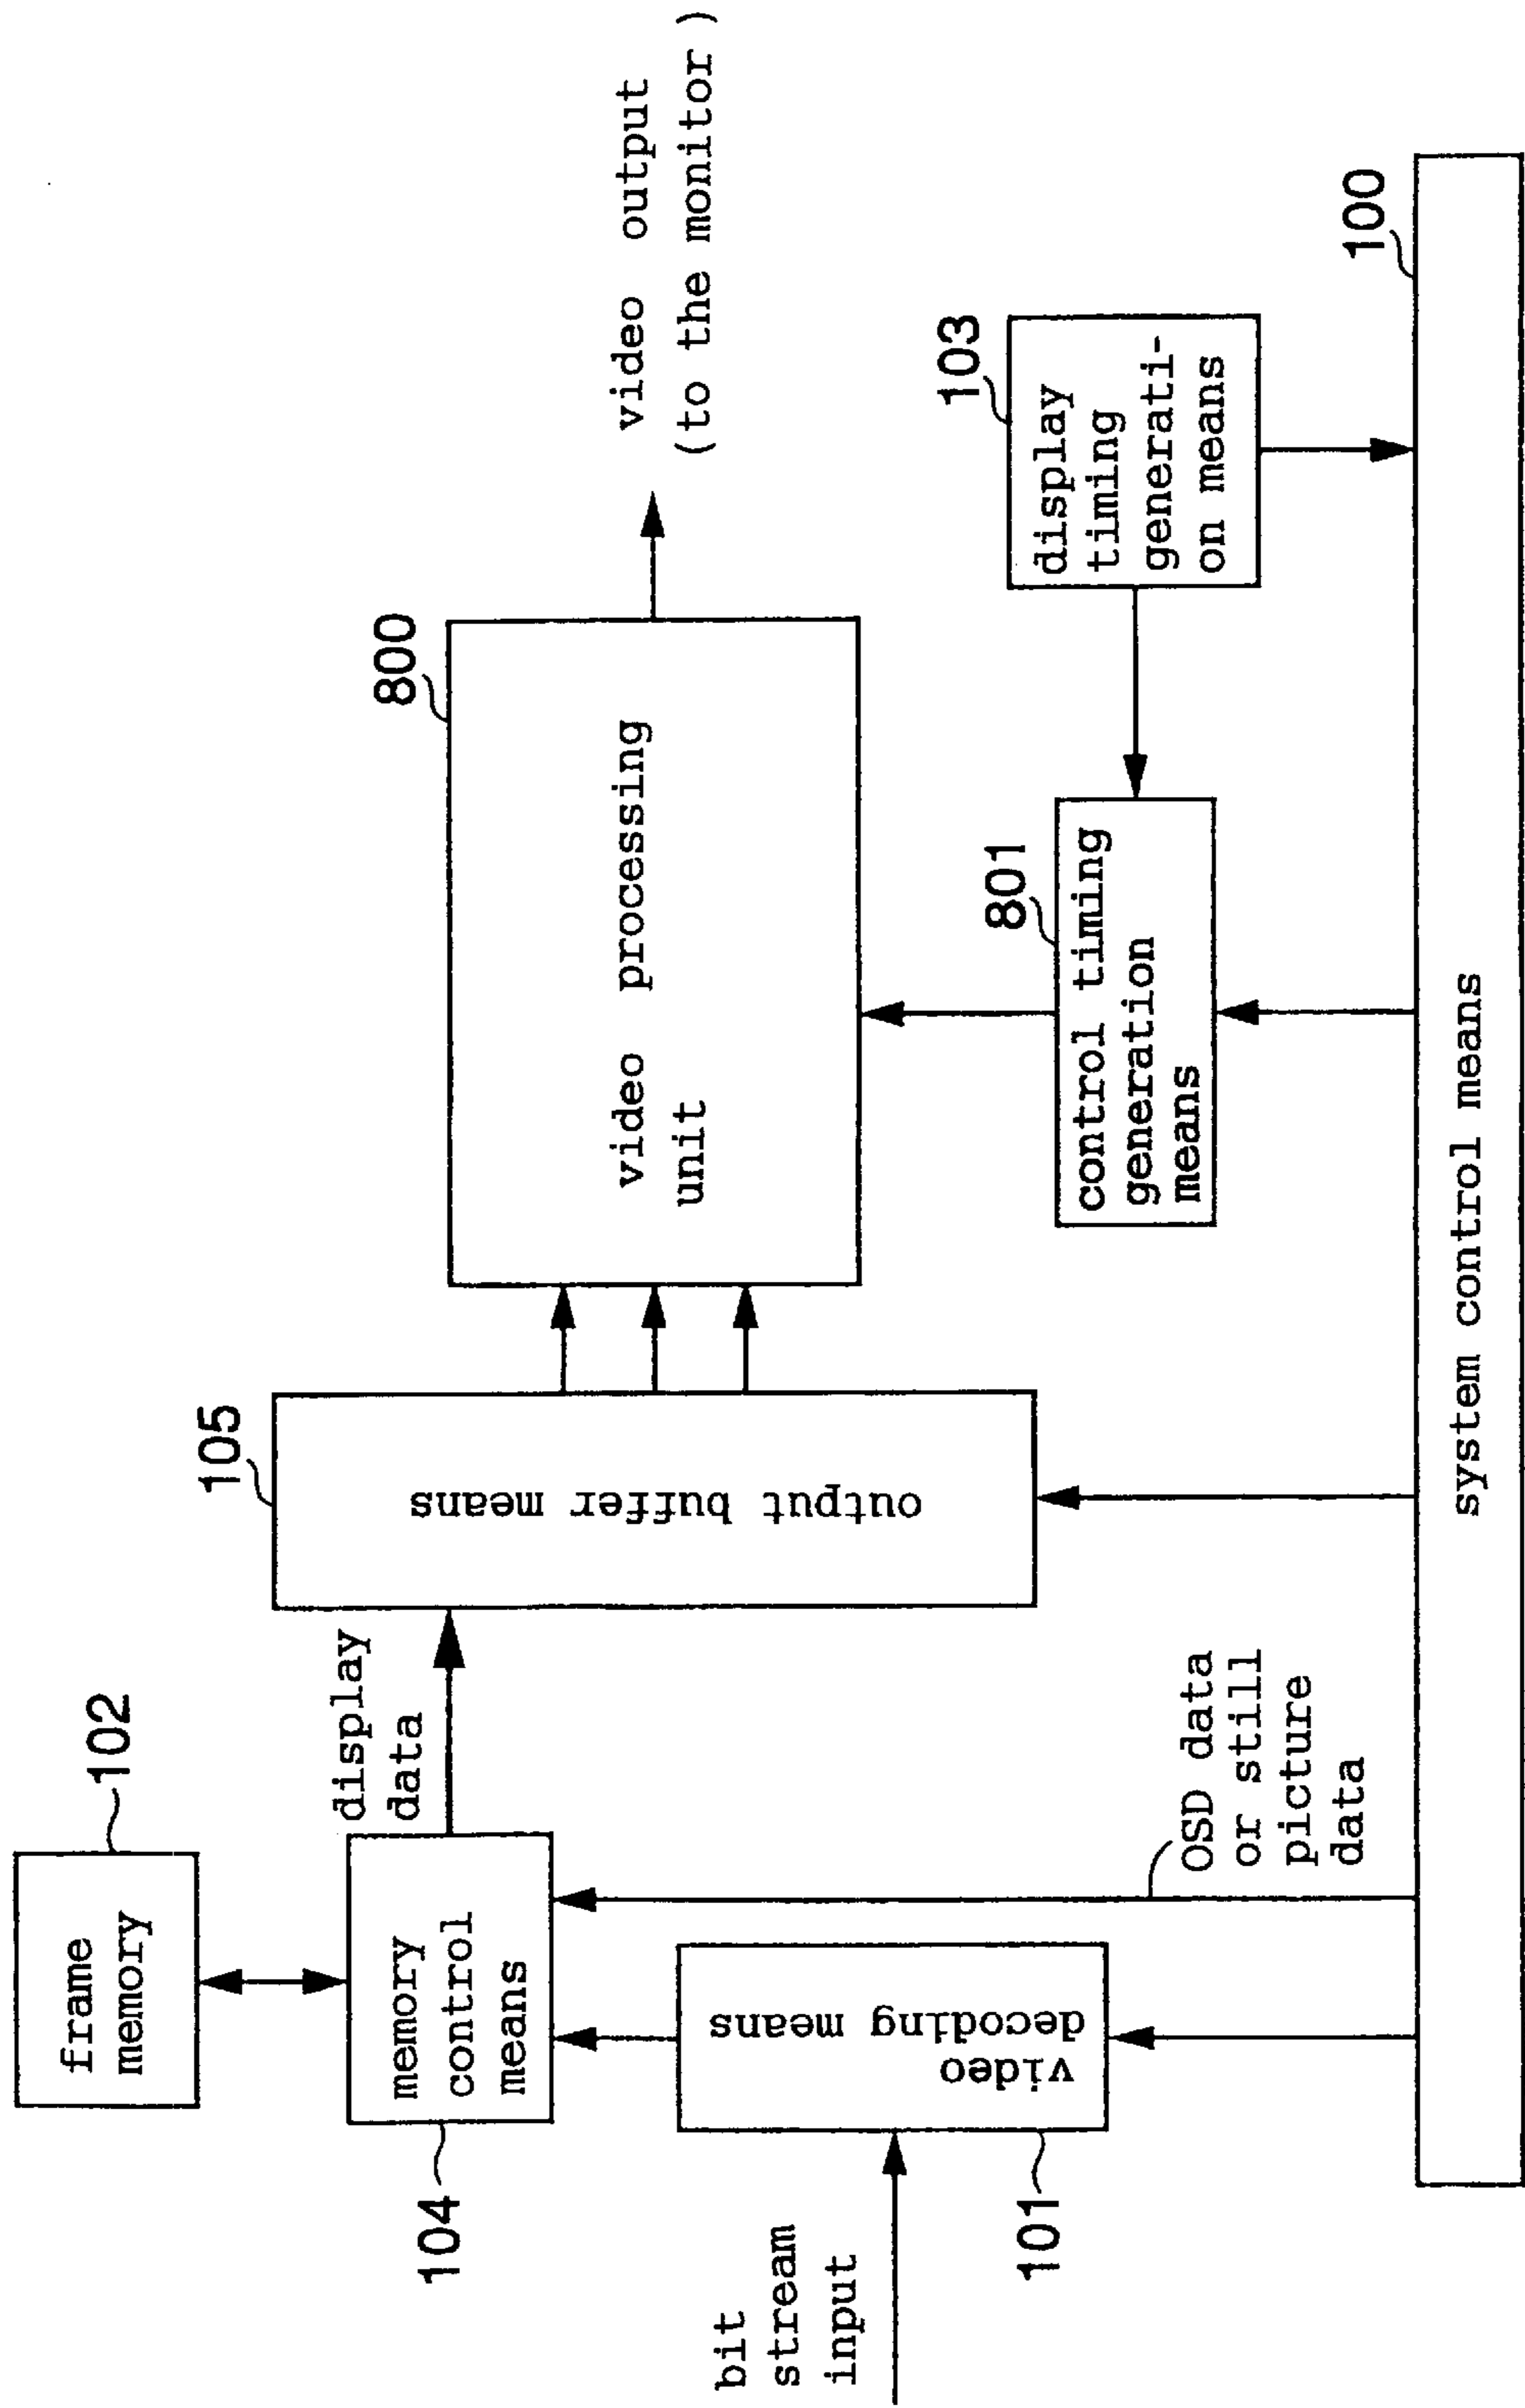 102
frame
memory
104
memory
control
means
display
data
105
output buffer means
800
video processing
unit
video output
(to the monitor)
bit
stream
input
101
video
decoding means
OSD data
or still
picture
data
801
control timing
generation
means
103
display
timing
generati-
on means
100
system control means